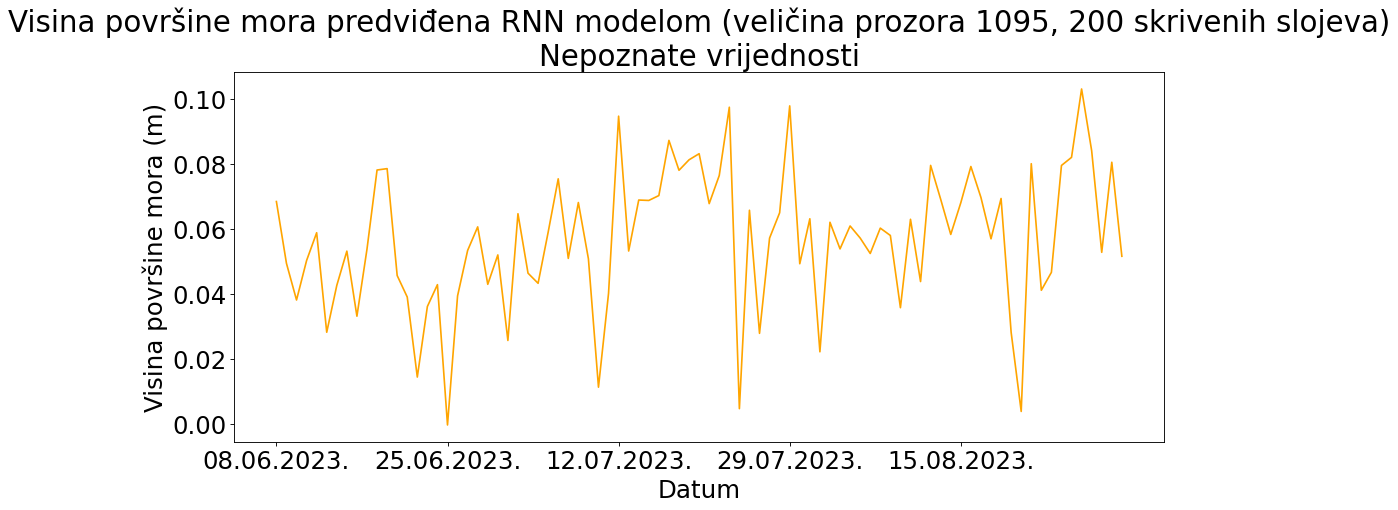 Visina površine mora predviđena RNN modelom (veličina prozora 1095, 200 skrivenih slojeva)
Nepoznate vrijednosti
Visina površine mora (m)
0.10
0.08
0.06
0.04
0.02
0.00
08.06.2023. 25.06.2023. 12.07.2023. 29.07.2023. 15.08.2023.
Datum